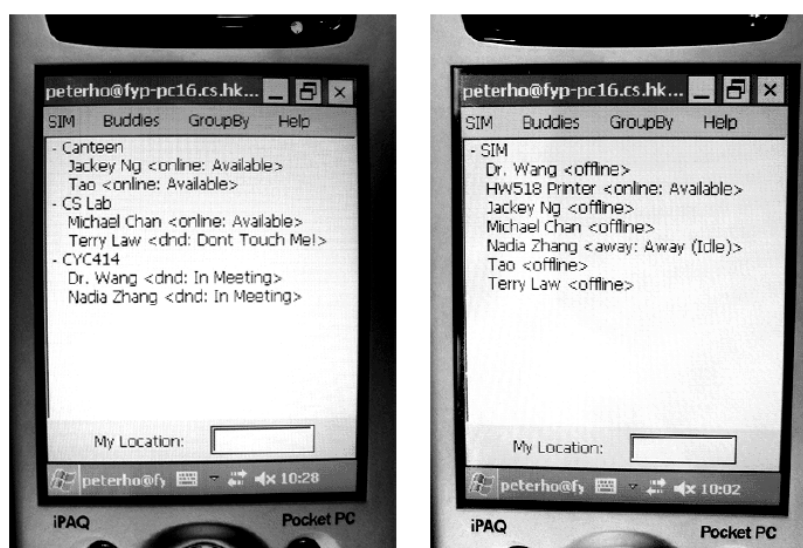 peterho@fyp-pc16.cs.hk...
SIM Buddies GroupBy Help
- Canteen
Jackey Ng <online: Available>
Tao <online: Available>
- CS Lab
Michael Chan <online: Available>
Terry Law <dnd: Dont Touch Me!>
- CYC414
Dr. Wang <dnd: In Meeting>
Nadia Zhang <dnd: In Meeting>
My Location:
peterho@fy 10:28
iPAQ Pocket PC
peterho@fyp-pc16.cs.hk...
SIM Buddies GroupBy Help
- SIM
Dr. Wang <offline>
HW518 Printer <online: Available>
Jackey Ng <offline>
Michael Chan <offline>
Nadia Zhang <away: Away (Idle)>
Tao <offline>
Terry Law <offline>
My Location:
peterho@fy 10:02
iPAQ Pocket PC